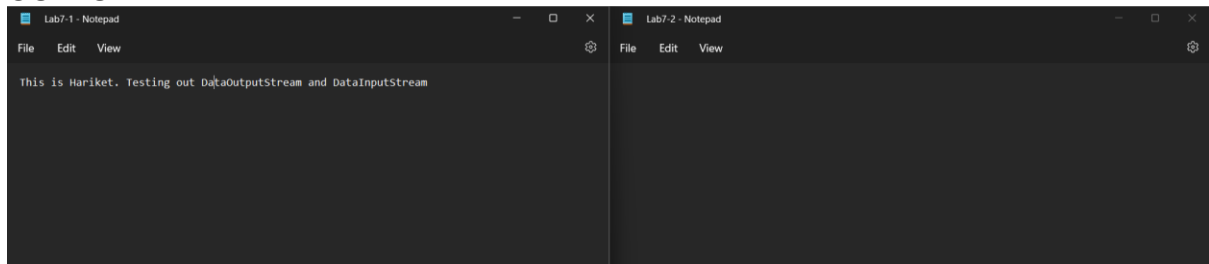 Lab7-1 - Notepad
File Edit View
This is Hariket. Testing out DataOutputStream and DataInputStream
Lab7-2 - Notepad
File Edit View